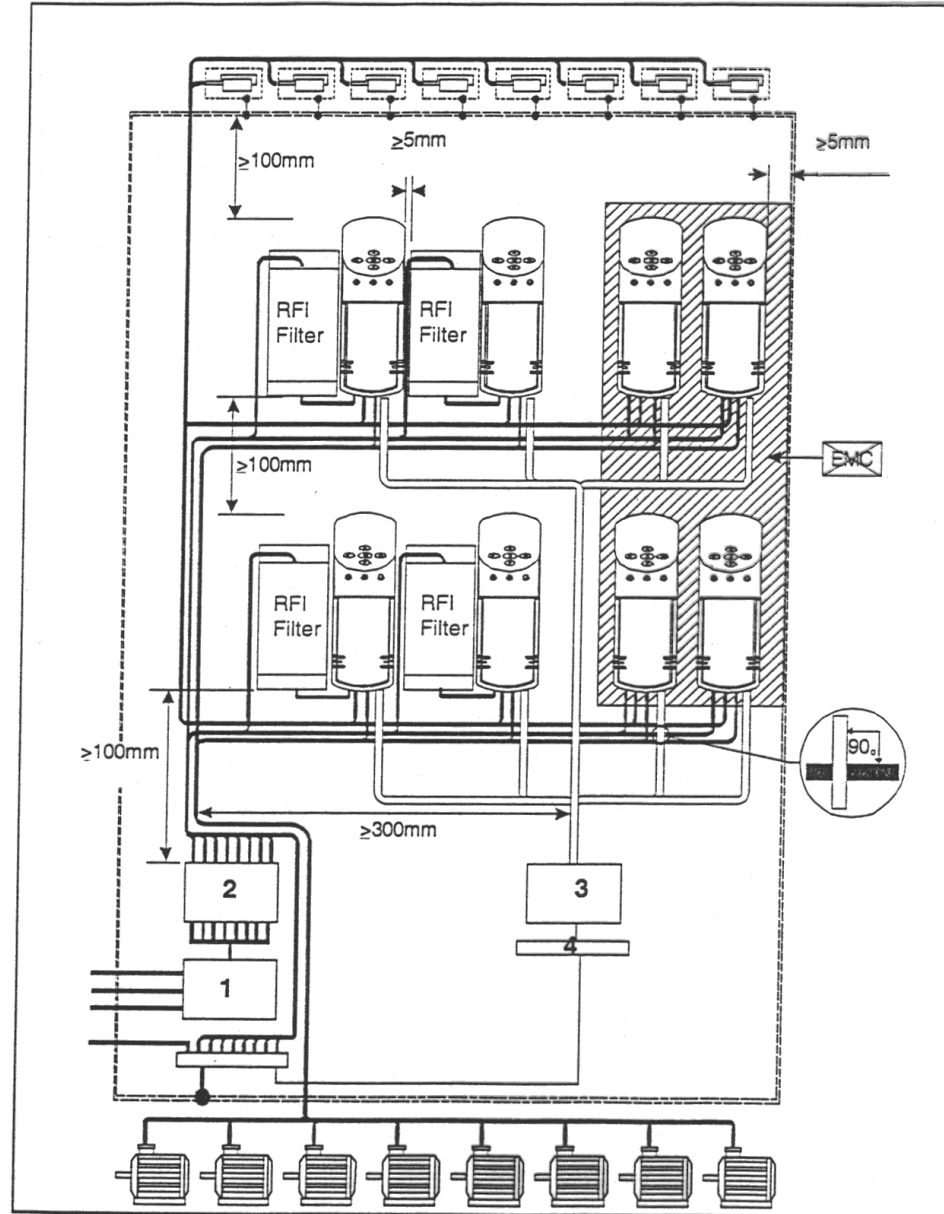 ≥5mm
≥5mm
≥100mm
RFI
Filter
RFI
Filter
≥100mm
EMC
RFI
Filter
RFI
Filter
≥100mm
90°
≥300mm
2
3
4
1